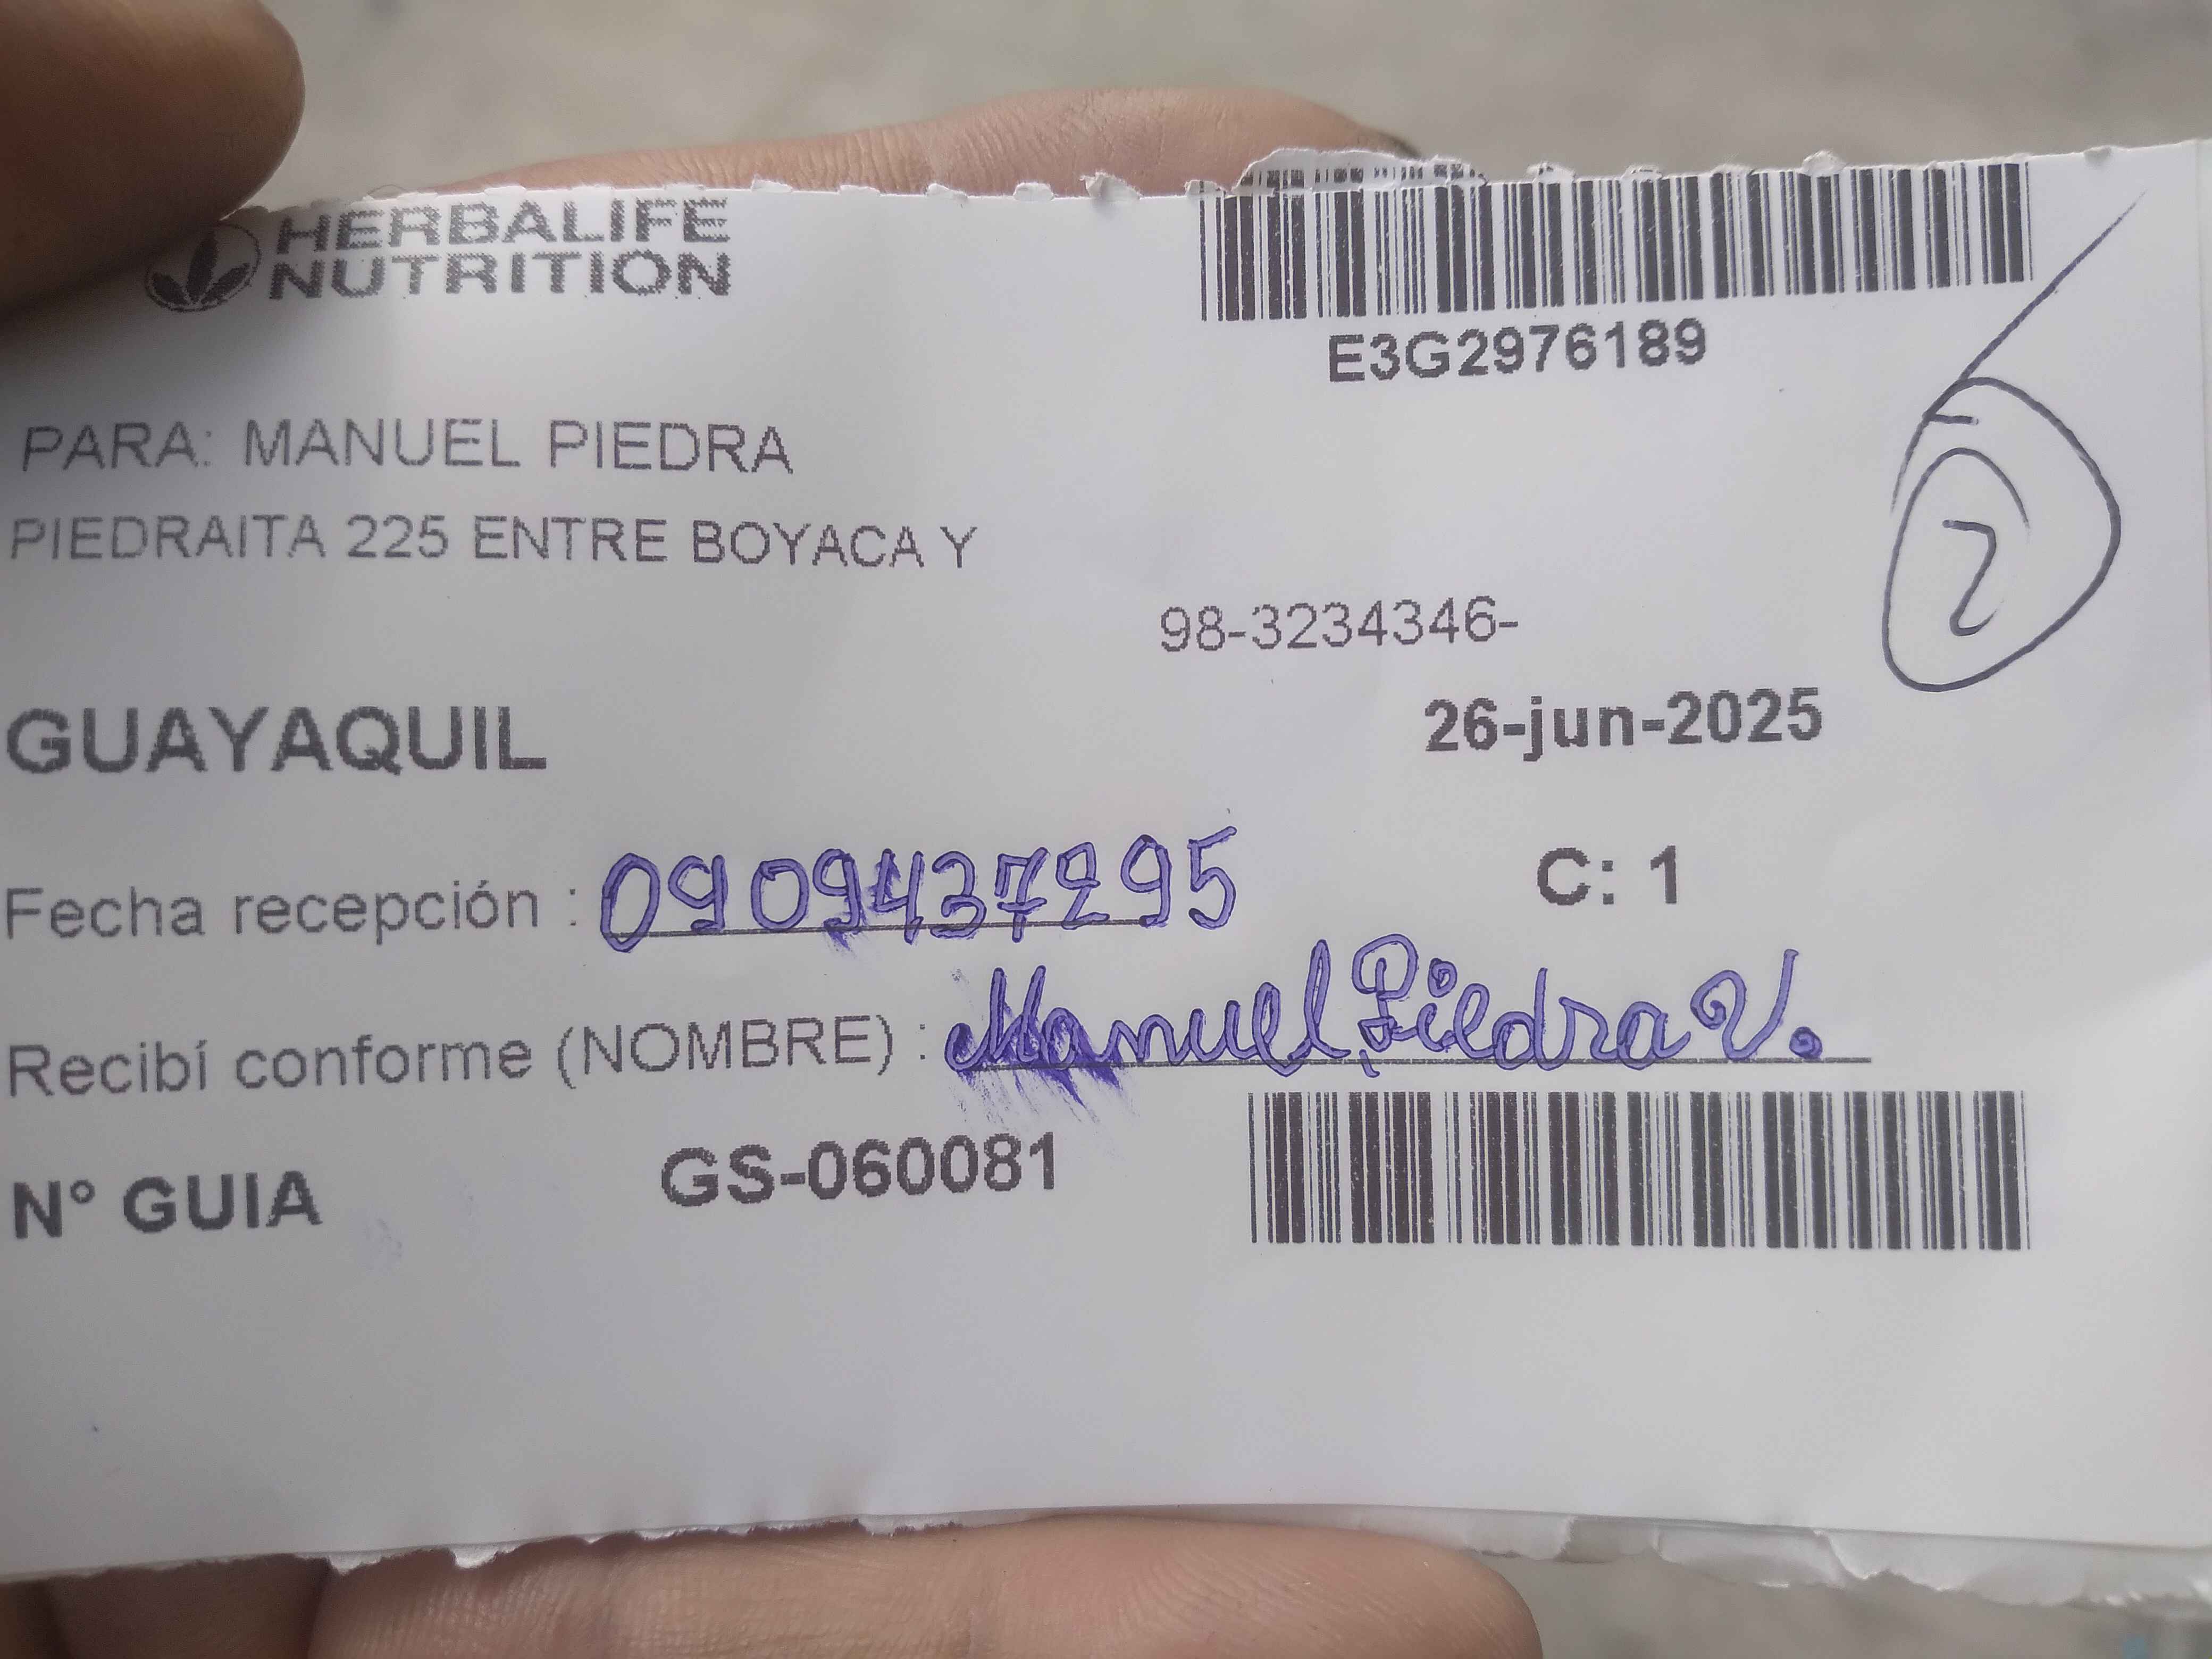 HERBALIFE
NUTRITION
E3G2976189
PARA: MANUEL PIEDRA
PIEDRAITA 225 ENTRE BOYACA Y
98-3234346-
2
GUAYAQUIL
26-jun-2025
Fecha recepción : 0909437295
C: 1
Recibí conforme (NOMBRE) : Manuel Piedra V.
N° GUIA GS-060081